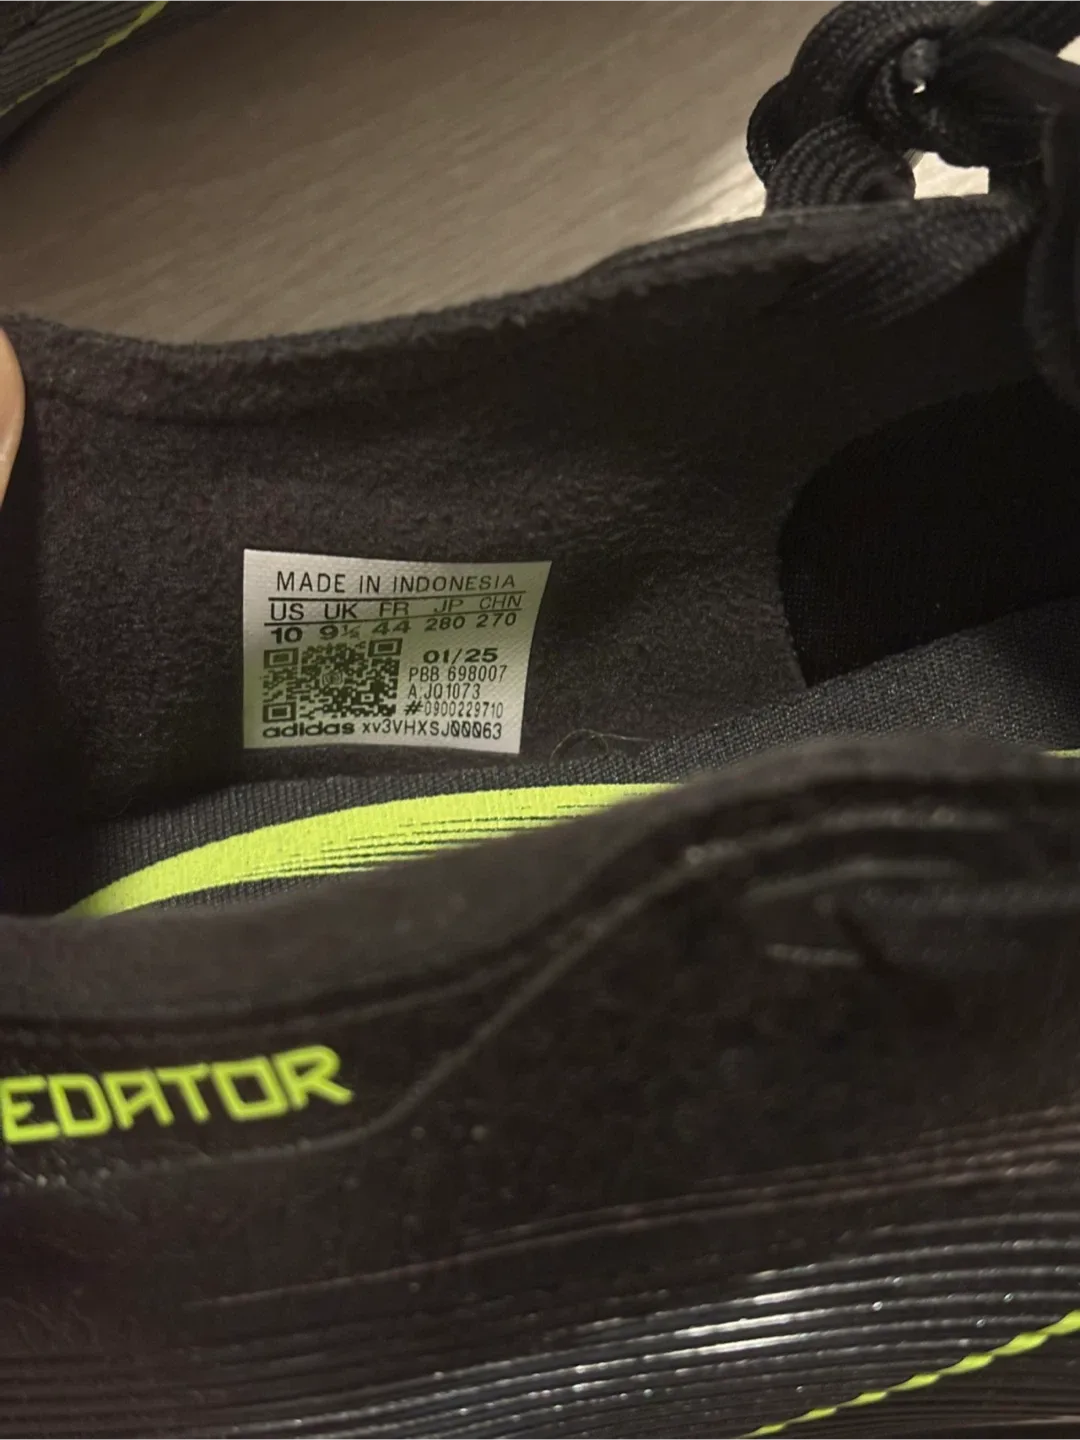 MADE IN INDONESIA
US UK FR JP CHN
10 9½ 44 280 270
01/25
PBB 698007
A:JQ1073
#0900229710
adidas xv3VHXSJ00063
EDATOR